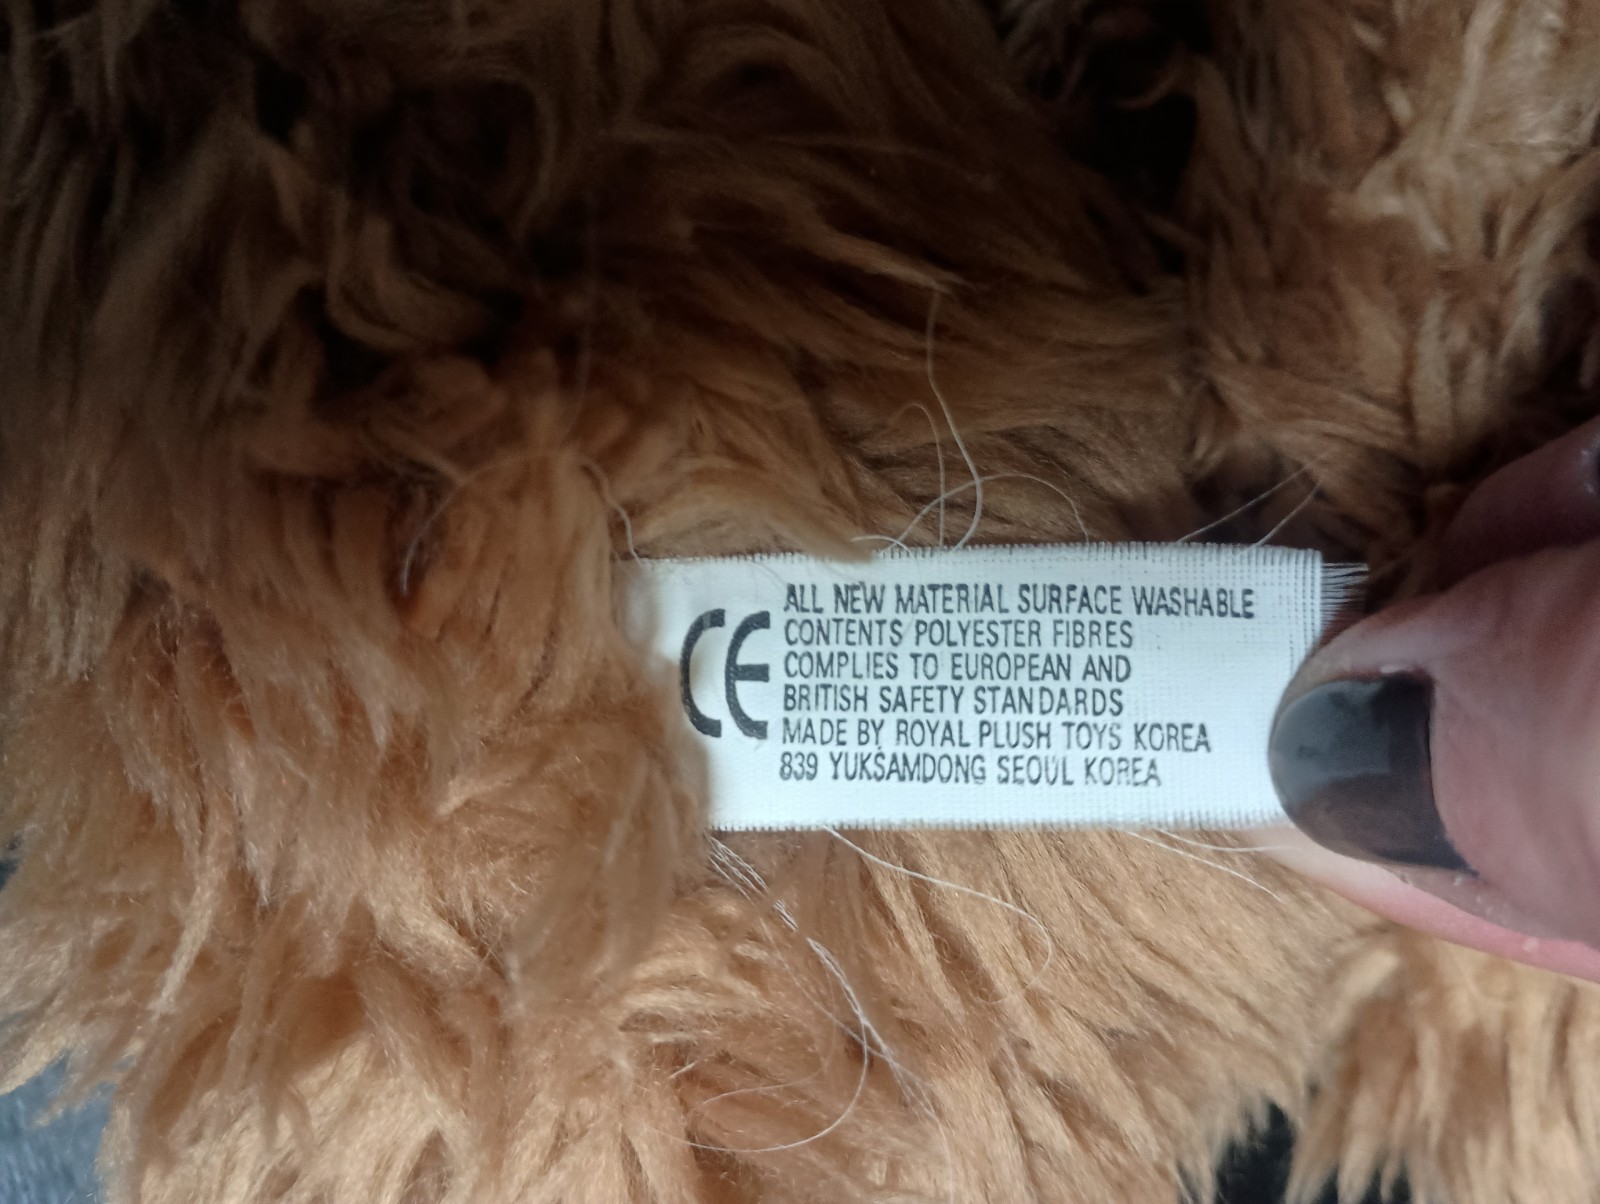 CE
ALL NEW MATERIAL SURFACE WASHABLE
CONTENTS POLYESTER FIBRES
COMPLIES TO EUROPEAN AND
BRITISH SAFETY STANDARDS
MADE BY ROYAL PLUSH TOYS KOREA
839 YUKSAMDONG SEOUL KOREA